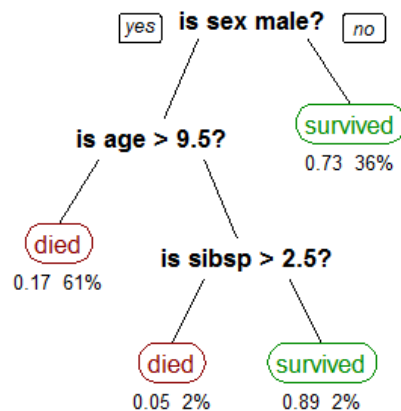 yes is sex male? no
survived
0.73 36%
is age > 9.5?
died
0.17 61%
is sibsp > 2.5?
died survived
0.05 2% 0.89 2%